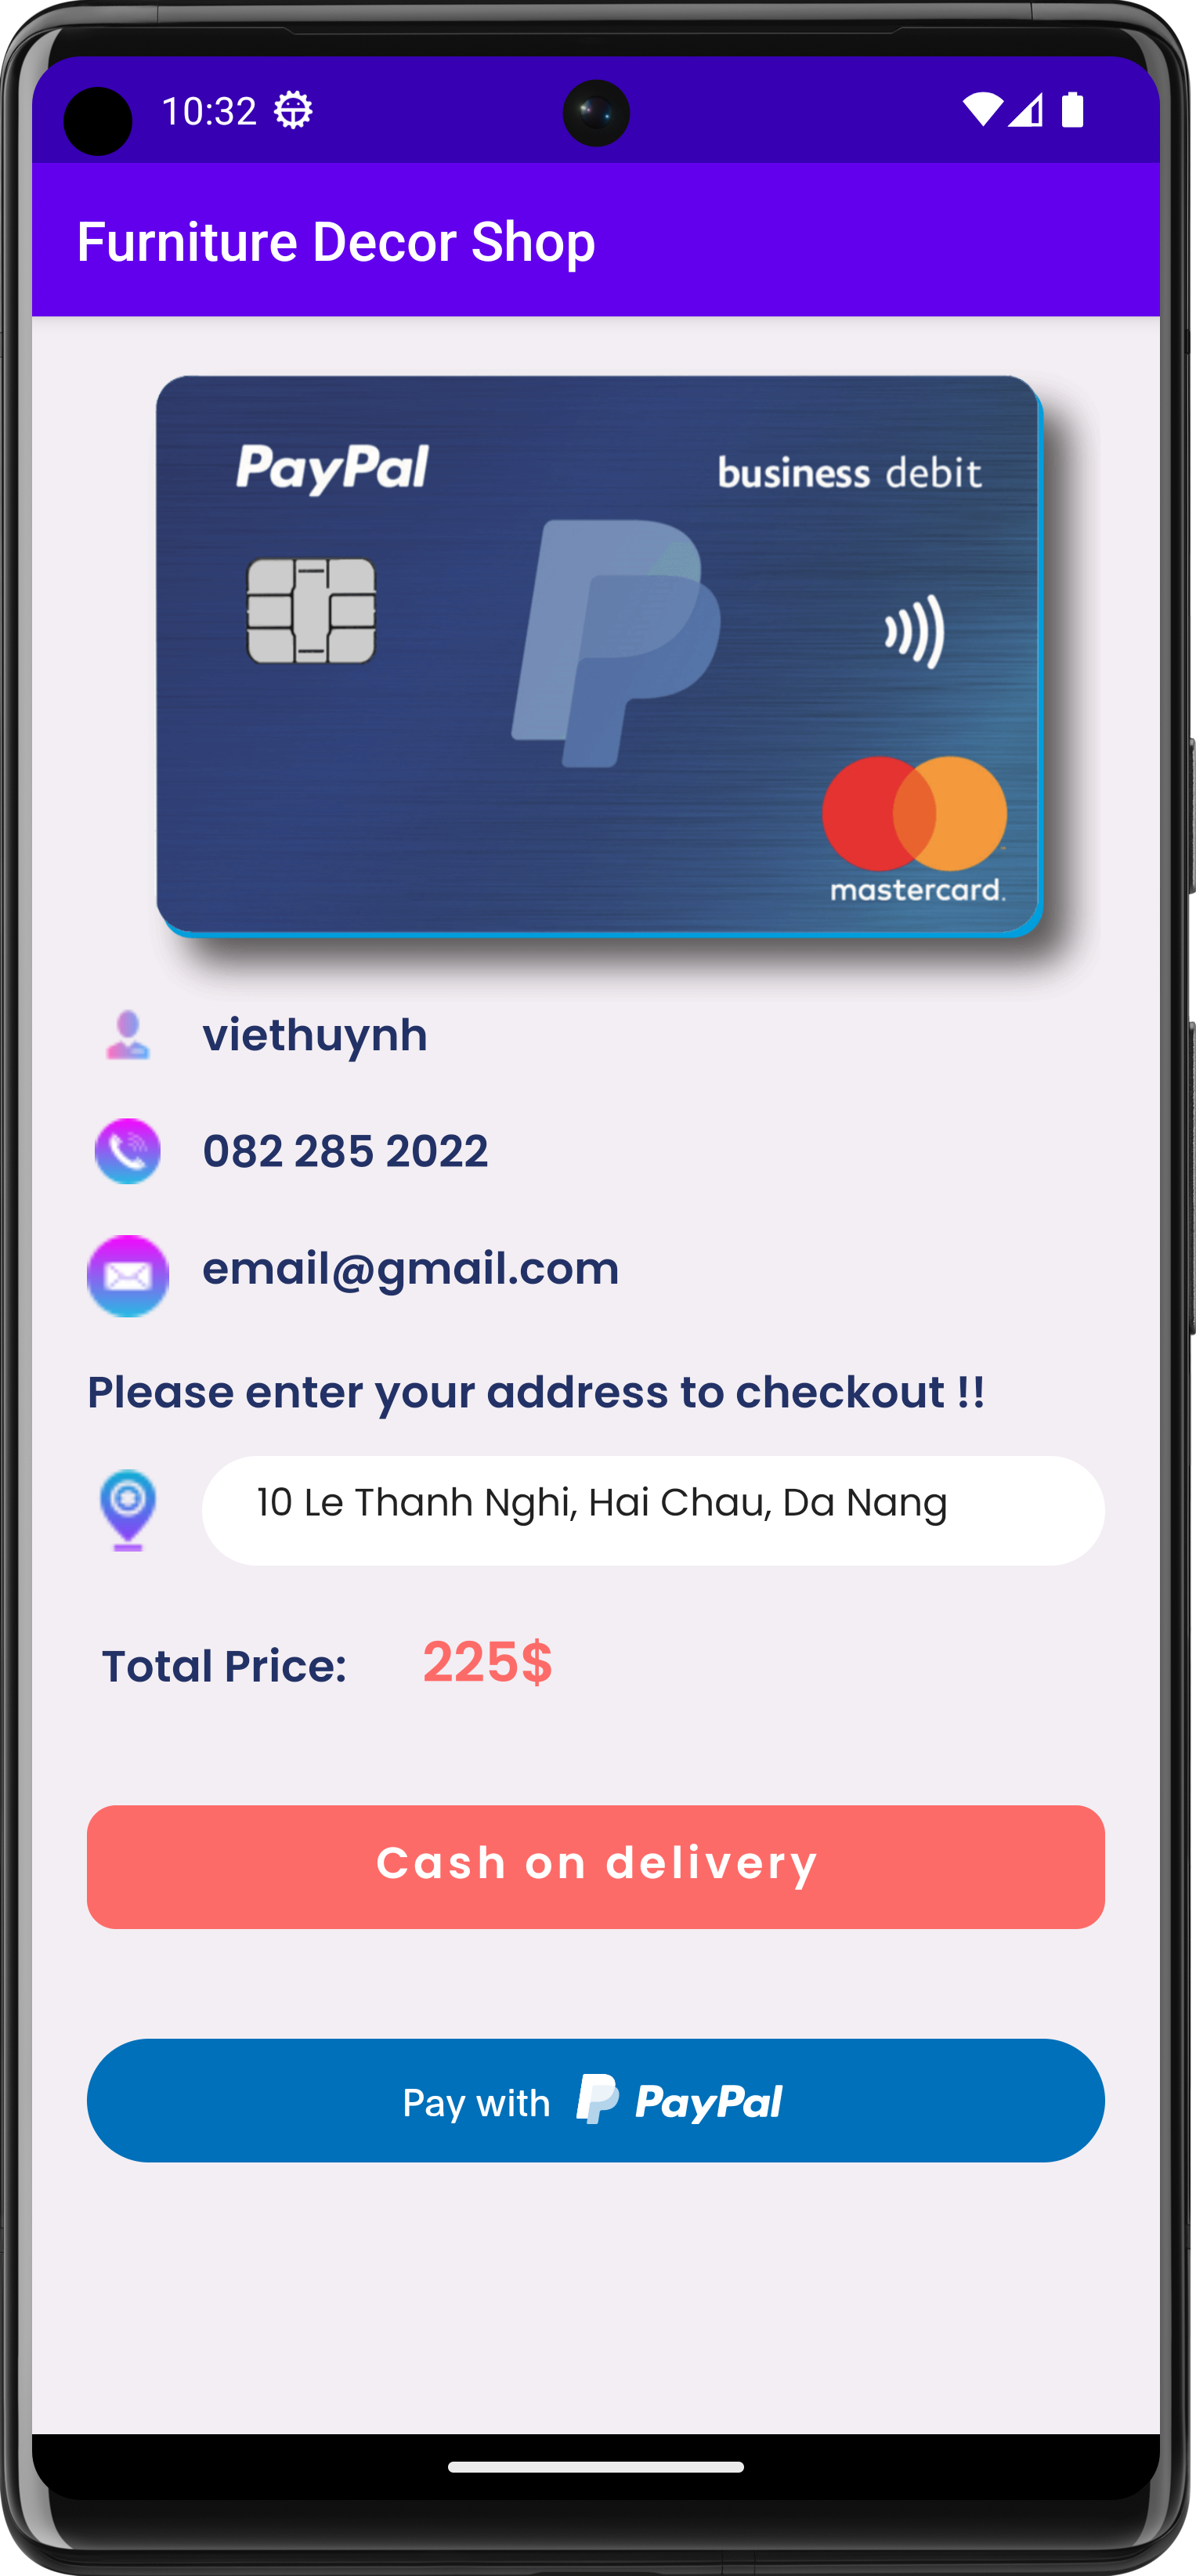 10:32
Furniture Decor Shop
PayPal
business debit
mastercard.
viethuynh
082 285 2022
email@gmail.com
Please enter your address to checkout !!
10 Le Thanh Nghi, Hai Chau, Da Nang
Total Price: 225$
Cash on delivery
Pay with PayPal